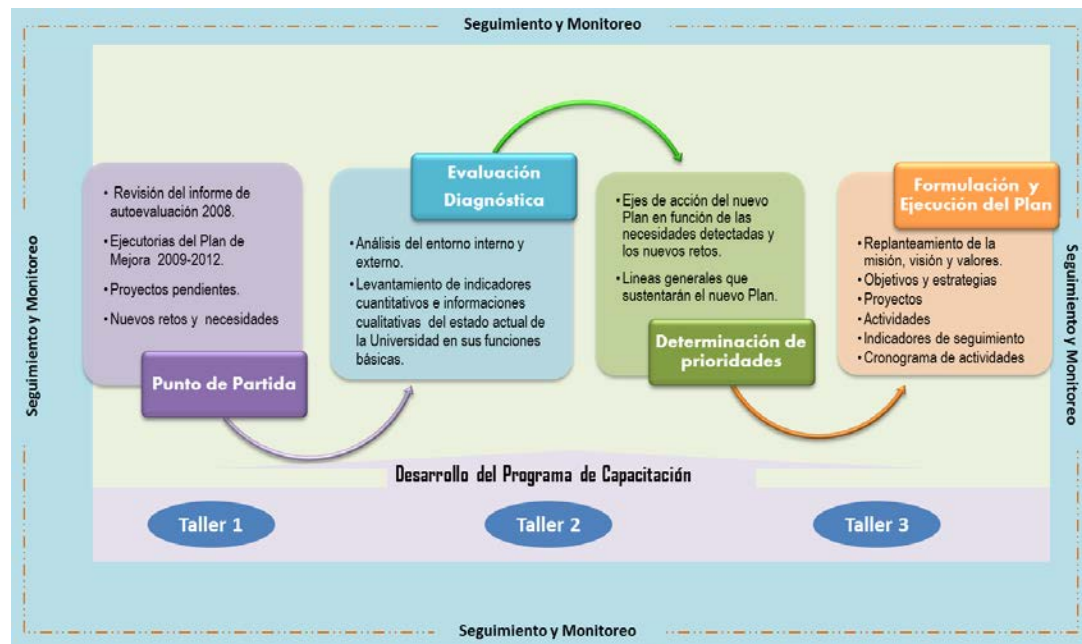 Seguimiento y Monitoreo
Seguimiento y Monitoreo
• Revisión del informe de
autoevaluación 2008.
• Ejecutorias del Plan de
Mejora 2009-2012.
• Proyectos pendientes.
• Nuevos retos y necesidades
Punto de Partida
Evaluación
Diagnóstica
• Análisis del entorno interno y
externo.
• Levantamiento de indicadores
cuantitativos e informaciones
cualitativas del estado actual de
la Universidad en sus funciones
básicas.
• Ejes de acción del nuevo
Plan en función de las
necesidades detectadas y
los nuevos retos.
• Lineas generales que
sustentarán el nuevo Plan.
Determinación de
prioridades
Formulación y
Ejecución del Plan
• Replanteamiento de la
misión, visión y valores.
• Objetivos y estrategias
• Proyectos
• Actividades
• Indicadores de seguimiento
• Cronograma de actividades
Seguimiento y Monitoreo
Desarrollo del Programa de Capacitación
Taller 1
Taller 2
Taller 3
Seguimiento y Monitoreo